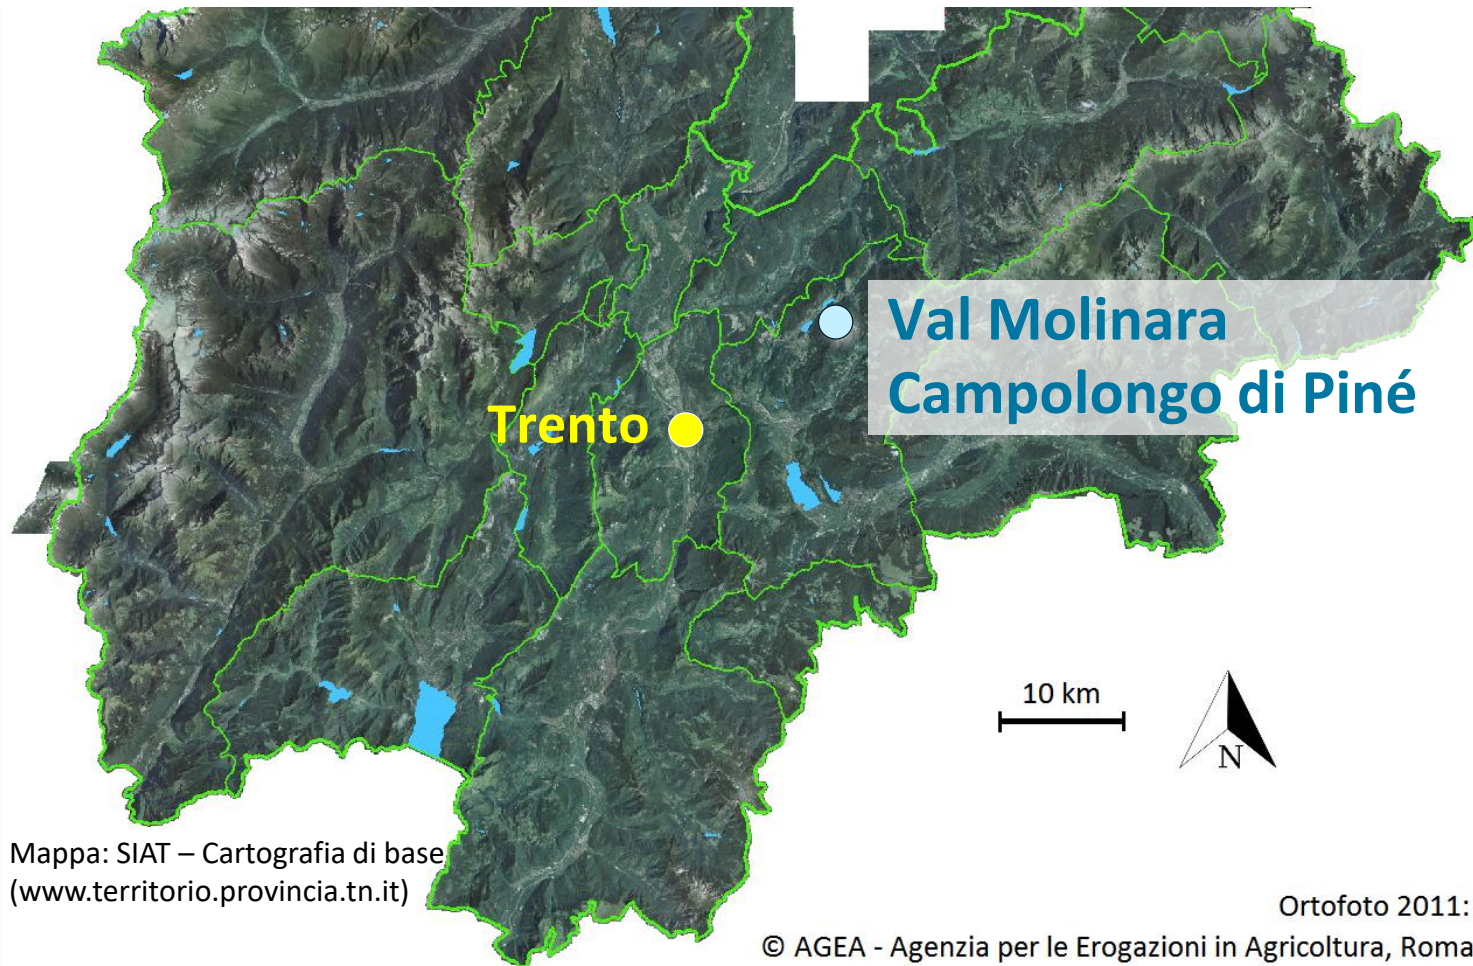 Val Molinara
Campolongo di Piné
Trento
10 km
N
Mappa: SIAT – Cartografia di base
(www.territorio.provincia.tn.it)
Ortofoto 2011:
© AGEA - Agenzia per le Erogazioni in Agricoltura, Roma